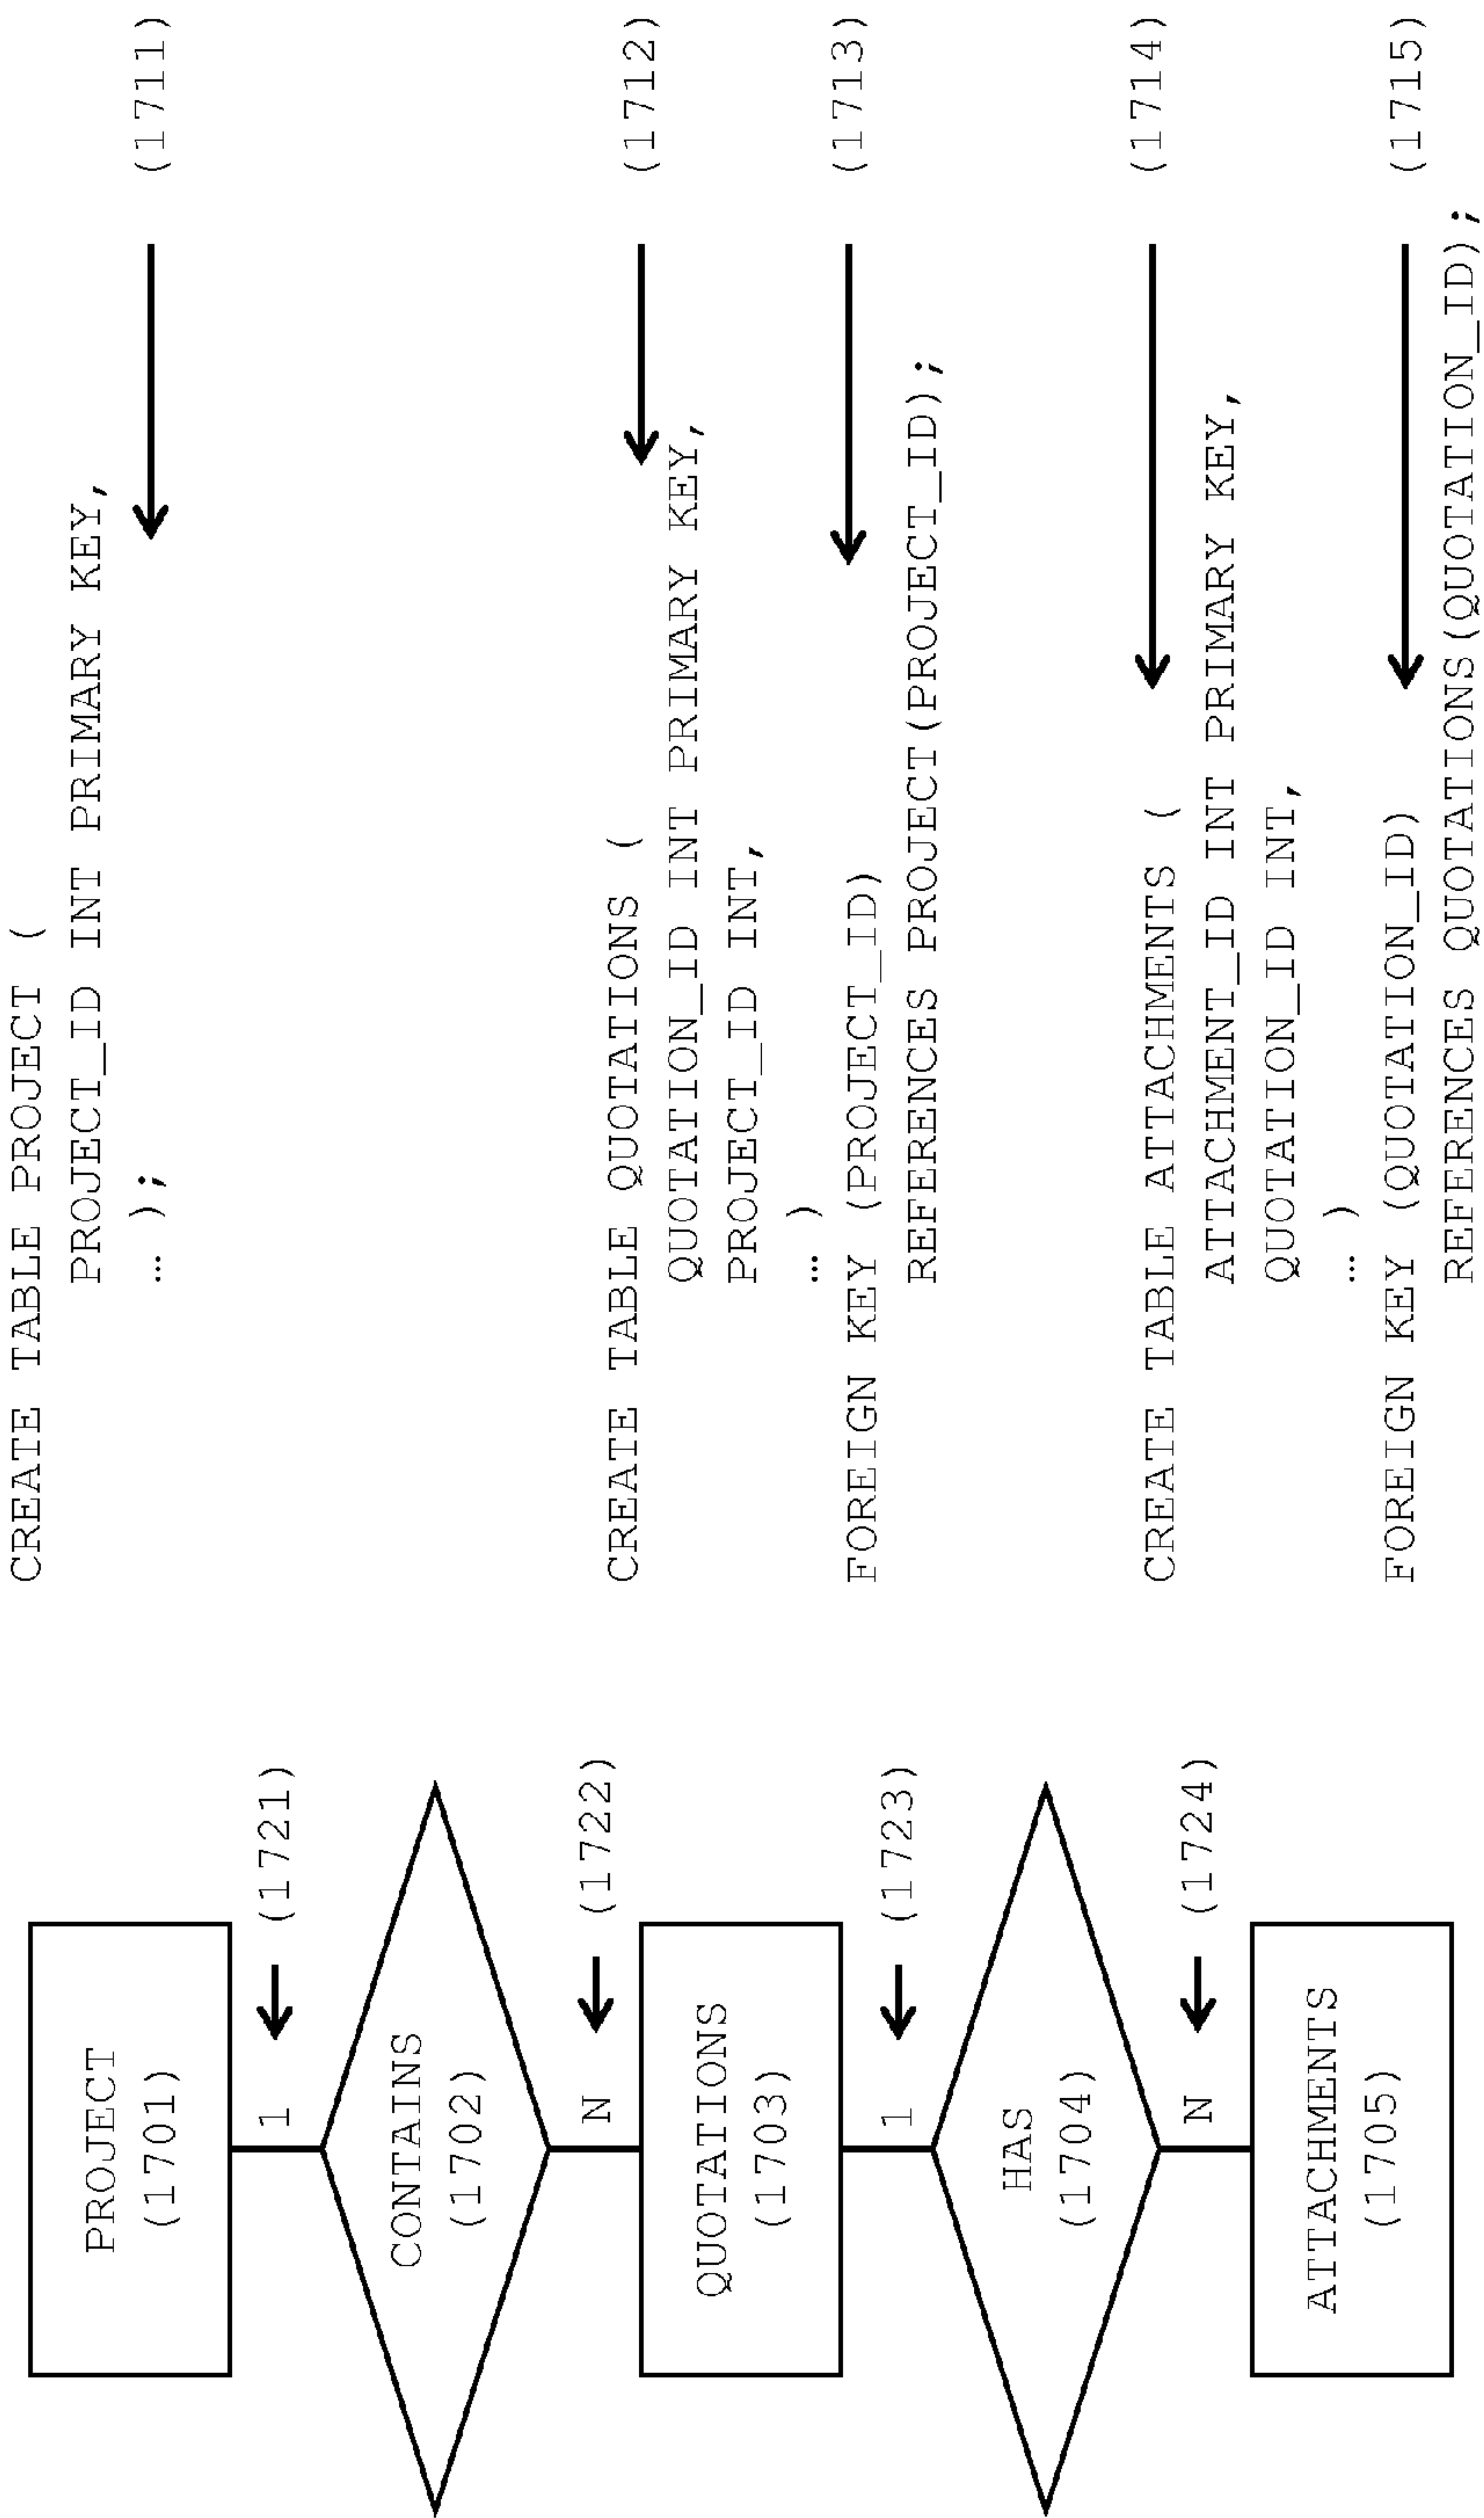 PROJECT
(1701)
1 (1721)
CONTAINS
(1702)
N (1722)
QUOTATIONS
(1703)
1 (1723)
HAS
(1704)
N (1724)
ATTACHMENTS
(1705)
CREATE TABLE PROJECT (
PROJECT_ID INT PRIMARY KEY,
… );
(1711)
CREATE TABLE QUOTATIONS (
(1712)
QUOTATION_ID INT PRIMARY KEY,
PROJECT_ID INT,
… )
FOREIGN KEY (PROJECT_ID)
(1713)
REFERENCES PROJECT(PROJECT_ID);
CREATE TABLE ATTACHMENTS (
(1714)
ATTACHMENT_ID INT PRIMARY KEY,
QUOTATION_ID INT,
… )
FOREIGN KEY (QUOTATION_ID)
(1715)
REFERENCES QUOTATIONS(QUOTATION_ID);